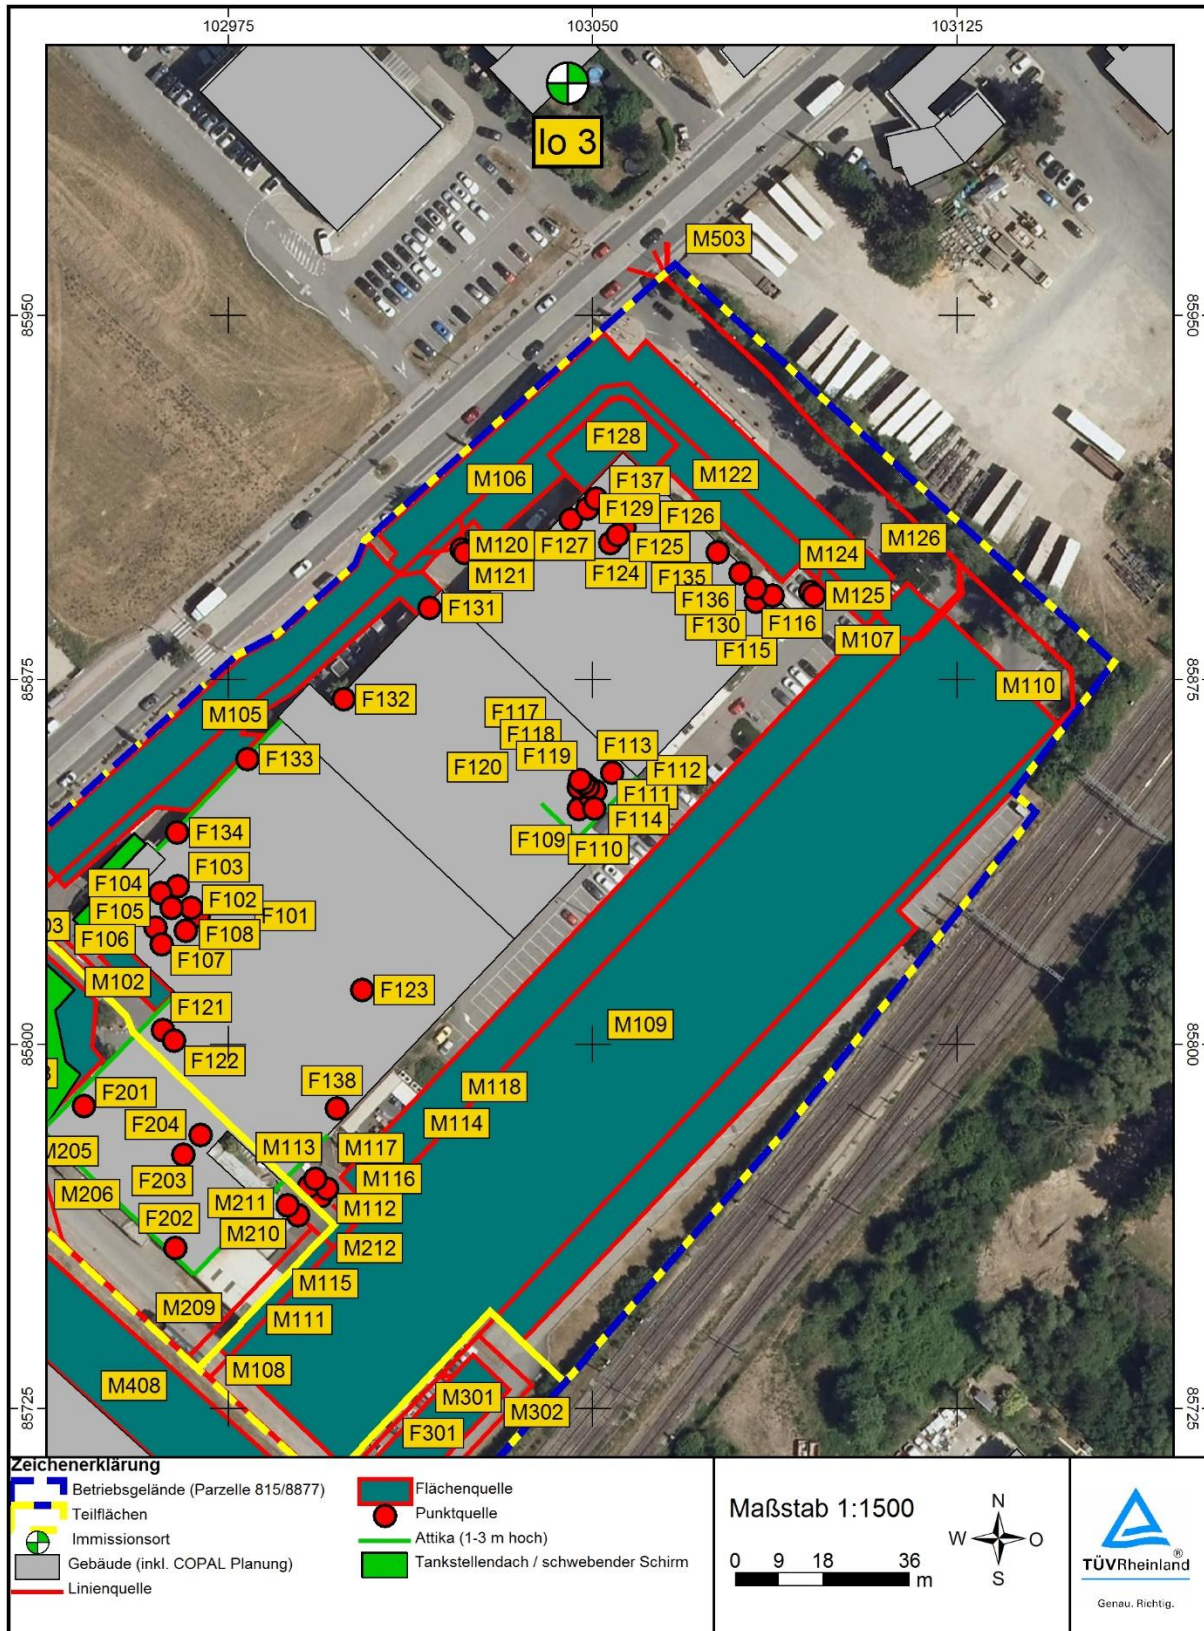 102975
103050
103125
Io 3
M503
85950
85950
F128
M106
F137
M122
F129
F126
M126
M120
F127
F125
M124
M121
F124
F135
M125
F131
F136
F116
F130
M107
F115
85875
85875
M110
F132
M105
F117
F118
F113
F133
F119
F120
F112
F111
F114
F134
F109
F110
F103
F104
F102
F105
F101
03
F106
F108
F107
M102
F123
F121
M109
85800
85800
F122
F138
M118
F201
F204
M114
M113
M117
M205
F203
M116
M206
M211
F202
M210
M112
M212
M115
M209
M111
M108
M408
M301
M302
F301
85725
85725
Zeichenerklärung
Betriebsgelände (Parzelle 815/8877)
Teilflächen
Immissionsort
Gebäude (inkl. COPAL Planung)
Linienquelle
Flächenquelle
Punktquelle
Attika (1-3 m hoch)
Tankstellendach / schwebender Schirm
Maßstab 1:1500
0 9 18 36
m
N
W O
S
TÜVRheinland®
Genau. Richtig.